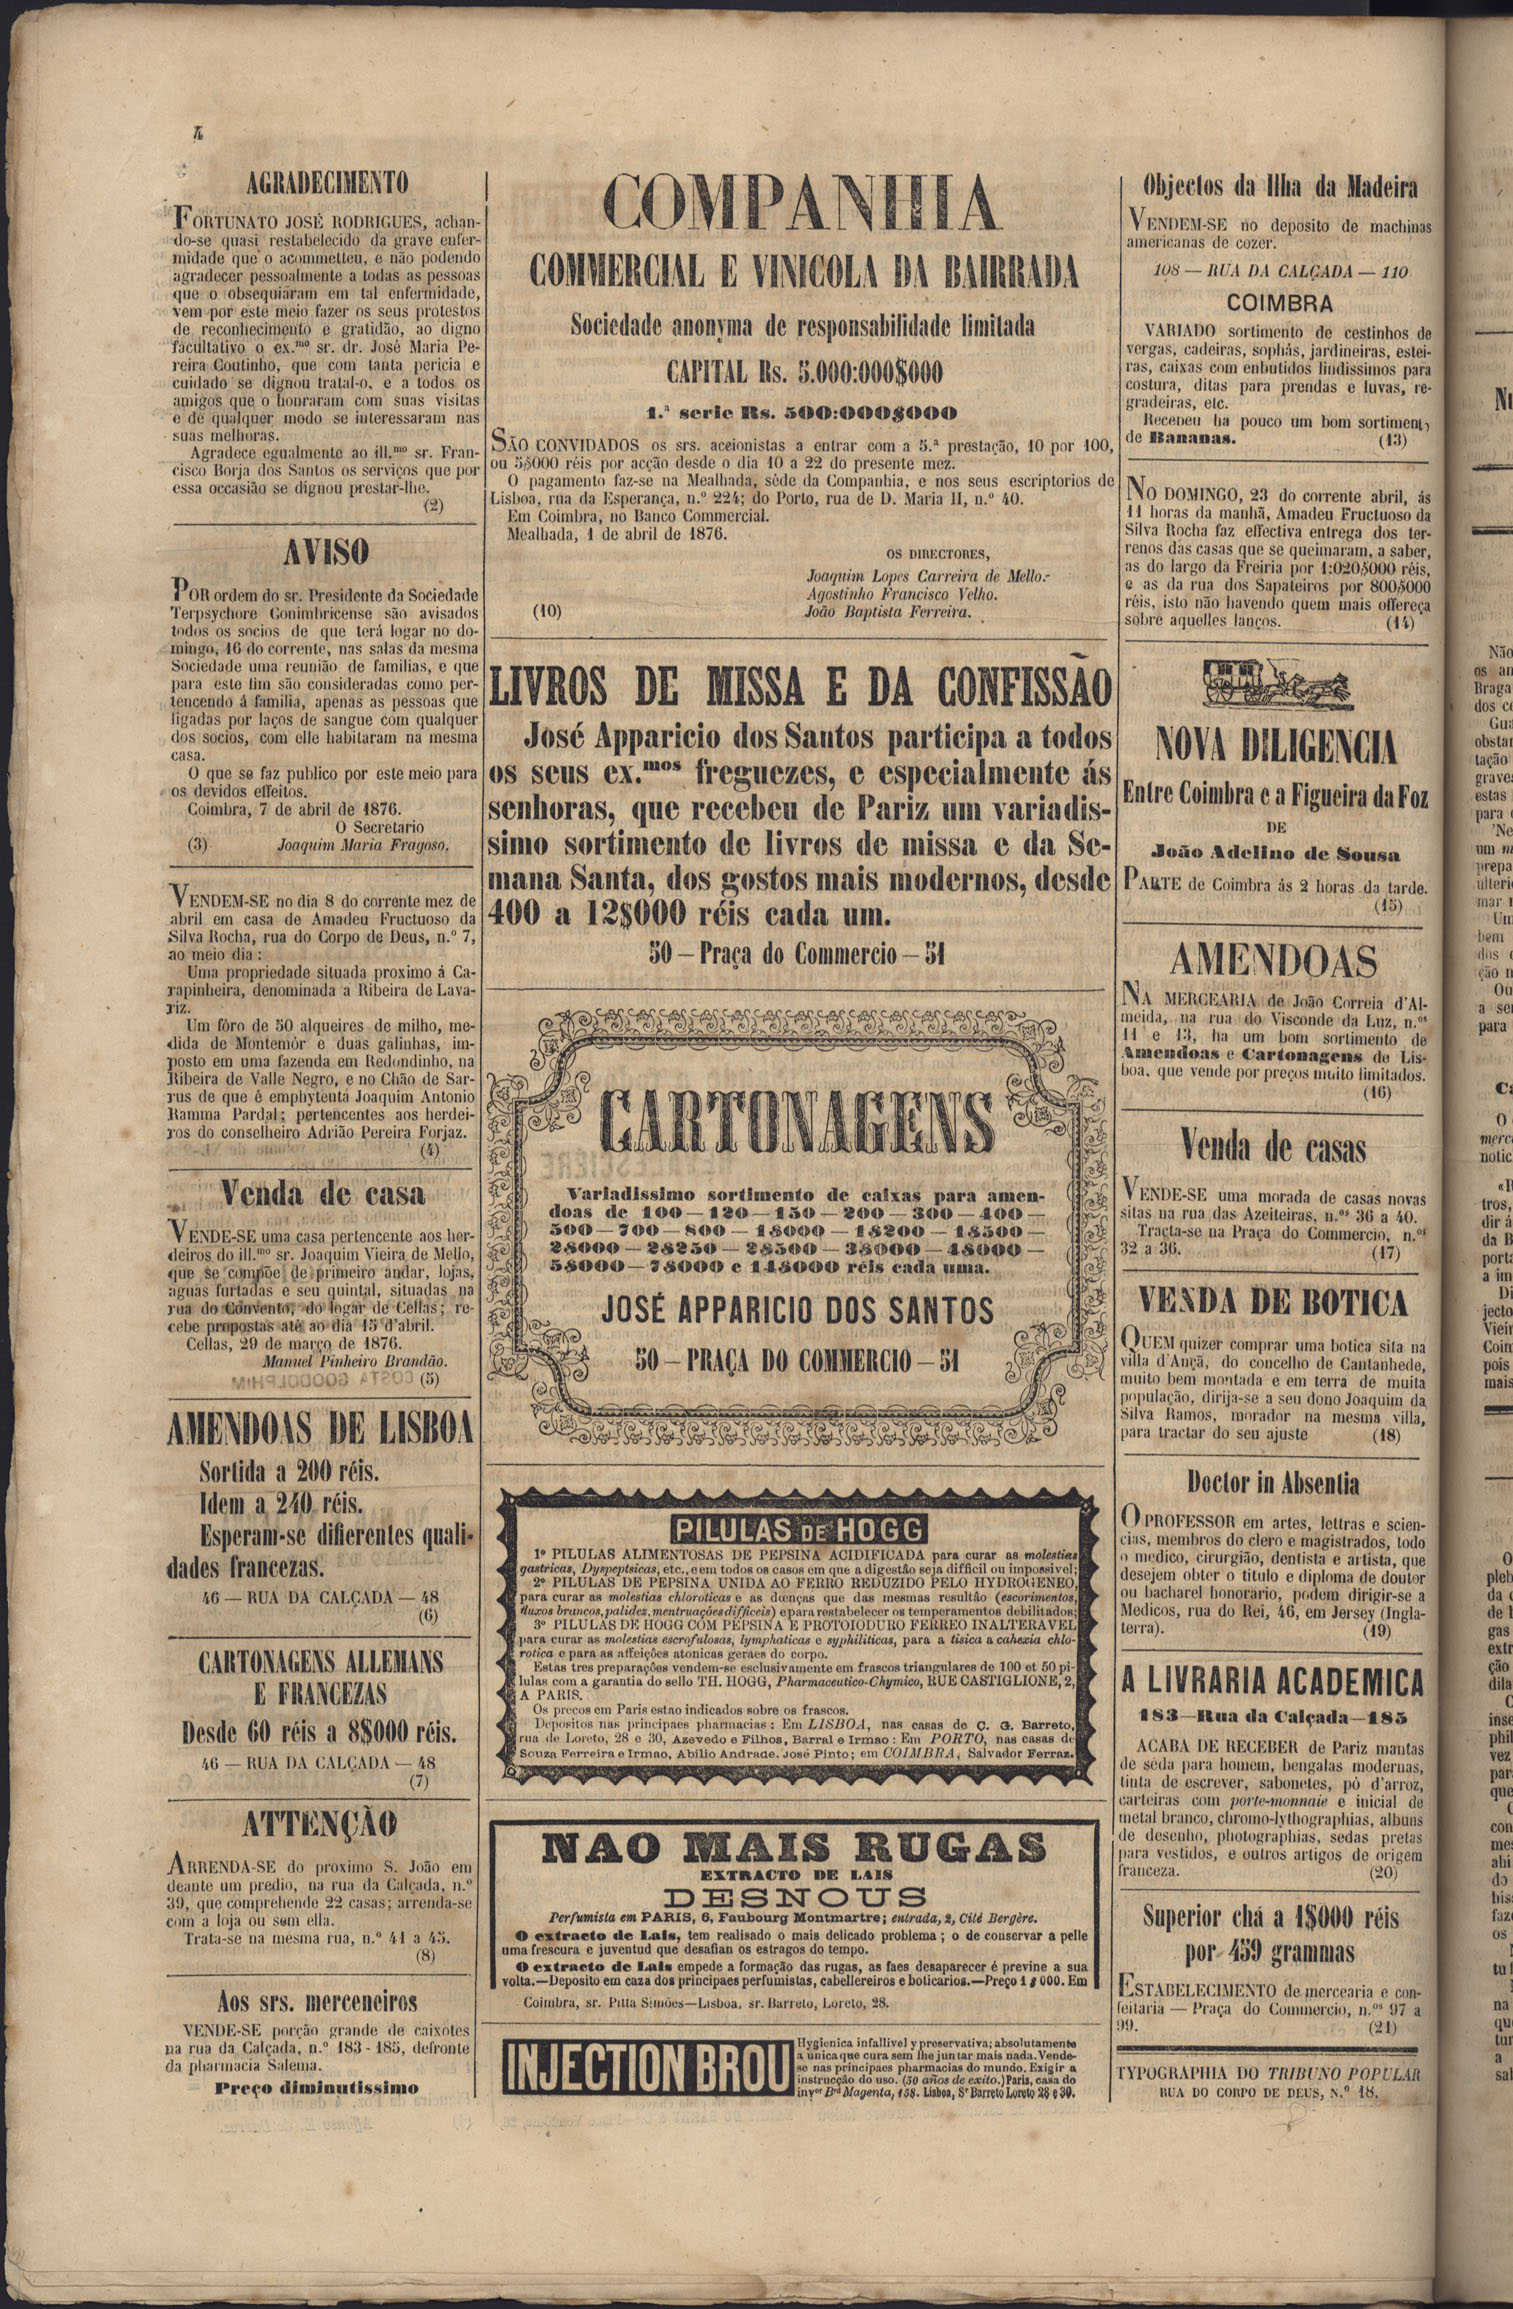 4
AGRADECIMENTO
FORTUNATO JOSÉ RODRIGUES, achan-
do-se quasi restabelecido da grave enfer-
midade que o acommetteu, e não podendo
agradecer pessoalmente a todas as pessoas
que o obsequiaram em tal enfermidade,
vem por este meio fazer os seus protestos
de reconhecimento e gratidão, ao digno
facultativo o ex.mo sr. dr. José Maria Pe-
reira Coutinho, que com tanta pericia e
cuidado se dignou tratal-o, e a todos os
amigos que o honraram com suas visitas
e de qualquer modo se interessaram nas
suas melhoras.
Agradece egualmente ao ill.mo sr. Fran-
cisco Borja dos Santos os serviços que por
essa occasião se dignou prestar-lhe.
(2)
AVISO
POR ordem do sr. Presidente da Sociedade
Terpsychore Conimbricense são avisados
todos os socios de que terá logar no do-
mingo, 16 do corrente, nas salas da mesma
Sociedade uma reunião de familias, e que
para este fim são consideradas como per-
tencendo á familia, apenas as pessoas que
ligadas por laços de sangue com qualquer
dos socios, com elle habitaram na mesma
casa.
O que se faz publico por este meio para
os devidos effeitos.
Coimbra, 7 de abril de 1876.
O Secretario
(3) Joaquim Maria Fragoso.
VENDEM-SE no dia 8 do corrente mez de
abril em casa de Amadeu Fructuoso da
Silva Rocha, rua do Corpo de Deus, n.º 7,
ao meio dia:
Uma propriedade situada proximo á Ca-
rapinheira, denominada a Ribeira de Lava-
riz.
Um fôro de 50 alqueires de milho, me-
dida de Montemór e duas galinhas, im-
posto em uma fazenda em Redondinho, na
Ribeira de Valle Negro, e no Chão de Sar-
rus de que é emphyteuta Joaquim Antonio
Ramma Pardal; pertencentes aos herdei-
ros do conselheiro Adrião Pereira Forjaz.
(4)
Venda de casa
VENDE-SE uma casa pertencente aos her-
deiros do ill.mo sr. Joaquim Vieira de Mello,
que se compõe de primeiro andar, lojas,
aguas furtadas e seu quintal, situadas na
rua do Convento, do logar de Cellas; re-
cebe propostas até ao dia 15 d'abril.
Cellas, 29 de março de 1876.
Manuel Pinheiro Brandão.
(5)
AMENDOAS DE LISBOA
Sortida a 200 réis.
Idem a 240 réis.
Esperam-se difierentes quali-
dades francezas.
46 — RUA DA CALÇADA — 48
(6)
CARTONAGENS ALLEMANS
E FRANCEZAS
Desde 60 réis a 8$000 réis.
46 — RUA DA CALÇADA — 48
(7)
ATTENÇÃO
ARRENDA-SE do proximo S. João em
deante um predio, na rua da Calçada, n.º
39, que comprehende 22 casas; arrenda-se
com a loja ou sem ella.
Trata-se na mesma rua, n.º 41 a 45.
(8)
Aos srs. merceneiros
VENDE-SE porção grande de caixotes
na rua da Calçada, n.º 183-185, defronte
da pharmacia Salema.
Preço diminutissimo
COMPANHIA
COMMERCIAL E VINICOLA DA BAIRRADA
Sociedade anonyma de responsabilidade limitada
CAPITAL Rs. 5.000:000$000
1.ª serie Rs. 500:000$000
SÃO CONVIDADOS os srs. accionistas a entrar com a 5.ª prestação, 10 por 100,
ou 5$000 réis por acção desde o dia 10 a 22 do presente mez.
O pagamento faz-se na Mealhada, séde da Companhia, e nos seus escriptorios de
Lisboa, rua da Esperança, n.º 224; do Porto, rua de D. Maria II, n.º 40.
Em Coimbra, no Banco Commercial.
Mealhada, 1 de abril de 1876.
OS DIRECTORES,
Joaquim Lopes Carreira de Mello.
Agostinho Francisco Velho.
(10) João Baptista Ferreira.
LIVROS DE MISSA E DA CONFISSÃO
José Apparicio dos Santos participa a todos
os seus ex.mos freguezes, e especialmente ás
senhoras, que recebeu de Pariz um variadis-
simo sortimento de livros de missa e da Se-
mana Santa, dos gostos mais modernos, desde
400 a 12$000 réis cada um.
50 — Praça do Commercio — 51
CARTONAGENS
Variadissimo sortimento de caixas para amen-
doas de 100 — 120 — 150 — 200 — 300 — 400 —
500 — 700 — 800 — 1$000 — 1$200 — 1$500 —
2$000 — 2$250 — 2$500 — 3$000 — 4$000 —
5$000 — 7$000 e 14$000 réis cada uma.
JOSÉ APPARICIO DOS SANTOS
50 — PRAÇA DO COMMERCIO — 51
PILULAS DE HOGG
1º PILULAS ALIMENTOSAS DE PEPSINA ACIDIFICADA para curar as molestias
gastricas, Dyspeptsicas, etc., e em todos os casos em que a digestão seja difficil ou impossivel;
2º PILULAS DE PEPSINA UNIDA AO FERRO REDUZIDO PELO HYDROGENEO,
para curar as molestias chloroticas e as dœnças que das mesmas resultão (escorimentos,
fluxos brancos, palidez, mentruações difficeis) e para restabelecer os temperamentos debilitados;
3º PILULAS DE HOGG COM PEPSINA E PROTOIODURO FERREO INALTERAVEL
para curar as molestias escrofulosas, lymphaticas e syphiliticas, para a tisica a cahexia chlo-
rotica e para as affeições atonicas geraes do corpo.
Estas tres preparações vendem-se esclusivamente em frascos triangulares de 100 et 50 pi-
lulas com a garantia do sello TH. HOGG, Pharmaceutico-Chymico, RUE CASTIGLIONE, 2,
A PARIS.
Os precos em Paris estao indicados sobre os frascos.
Depositos nas principaes pharmacias: Em LISBOA, nas casas de C. G. Barreto,
rua de Loreto, 28 e 30, Azevedo e Filhos, Barral e Irmao: Em PORTO, nas casas de
Souza Ferreira e Irmao, Abilio Andrade. José Pinto; em COIMBRA, Salvador Ferraz.
NAO MAIS RUGAS
EXTRACTO DE LAIS
DESNOUS
Perfumista em PARIS, 6, Faubourg Montmartre; entrada, 2, Cité Bergère.
O extracto de Lais, tem realisado o mais delicado problema; o de conservar a pelle
uma frescura e juventud que desafian os estragos do tempo.
O extracto de Lais empede a formação das rugas, as faes desaparecer é previne a sua
volta.—Deposito em caza dos principaes perfumistas, cabellereiros e boticarios.—Preço 1$000. Em
Coimbra, sr. Pitta Simões—Lisboa, sr. Barreto, Loreto, 28.
INJECTION BROU
Hygienica infallivel y preservativa; absolutamente
a unica que cura sem lhe juntar mais nada. Vende-
se nas principaes pharmacias do mundo. Exigir a
instrucção do uso. (30 años de exito.) Paris, casa do
inyor Brd Magenta, 158. Lisboa, Sr Barreto Loreto 28 e 30.
Objectos da Ilha da Madeira
VENDEM-SE no deposito de machinas
americanas de cozer.
108 — RUA DA CALÇADA — 110
COIMBRA
VARIADO sortimento de cestinhos de
vergas, cadeiras, sophás, jardineiras, estei-
ras, caixas com enbutidos lindissimos para
costura, ditas para prendas e luvas, re-
gradeiras, etc.
Receneu ha pouco um bom sortiment
de Bananas. (13)
NO DOMINGO, 23 do corrente abril, ás
11 horas da manhã, Amadeu Fructuoso da
Silva Rocha faz effectiva entrega dos ter-
renos das casas que se queimaram, a saber,
as do largo da Freiria por 1:020$000 réis,
e as da rua dos Sapateiros por 800$000
réis, isto não havendo quem mais offereça
sobre aquelles lanços. (14)
NOVA DILIGENCIA
Entre Coimbra e a Figueira da Foz
DE
João Adelino de Sousa
PARTE de Coimbra ás 2 horas da tarde.
(15)
AMENDOAS
NA MERCEARIA de João Correia d'Al-
meida, na rua do Visconde da Luz, n.os
11 e 13, ha um bom sortimento de
Amendoas e Cartonagens de Lis-
boa, que vende por preços muito limitados.
(16)
Venda de casas
VENDE-SE uma morada de casas novas
sitas na rua das Azeiteiras, n.os 36 a 40.
Tracta-se na Praça do Commercio, n.os
32 a 36. (17)
VENDA DE BOTICA
QUEM quizer comprar uma botica sita na
villa d'Ançã, do concelho de Cantanhede,
muito bem montada e em terra de muita
população, dirija-se a seu dono Joaquim da
Silva Ramos, morador na mesma villa,
para tractar do seu ajuste (18)
Doctor in Absentia
O PROFESSOR em artes, lettras e scien-
cias, membros do clero e magistrados, todo
o medico, cirurgião, dentista e artista, que
desejem obter o titulo e diploma de doutor
ou bacharel honorario, podem dirigir-se a
Medicos, rua do Rei, 46, em Jersey (Ingla-
terra). (19)
A LIVRARIA ACADEMICA
183—Rua da Calçada—185
ACABA DE RECEBER de Pariz mantas
de sêda para homem, bengalas modernas,
tinta de escrever, sabonetes, pó d'arroz,
carteiras com porte-monnaie e inicial de
metal branco, chromo-lythographias, albuns
de desenho, photographias, sedas pretas
para vestidos, e outros artigos de origem
franceza. (20)
Superior chá a 1$000 réis
por 459 grammas
ESTABELECIMENTO de mercearia e con-
feitaria — Praça do Commercio, n.os 97 a
99. (21)
TYPOGRAPHIA DO TRIBUNO POPULAR
RUA DO CORPO DE DEUS, N.º 18.